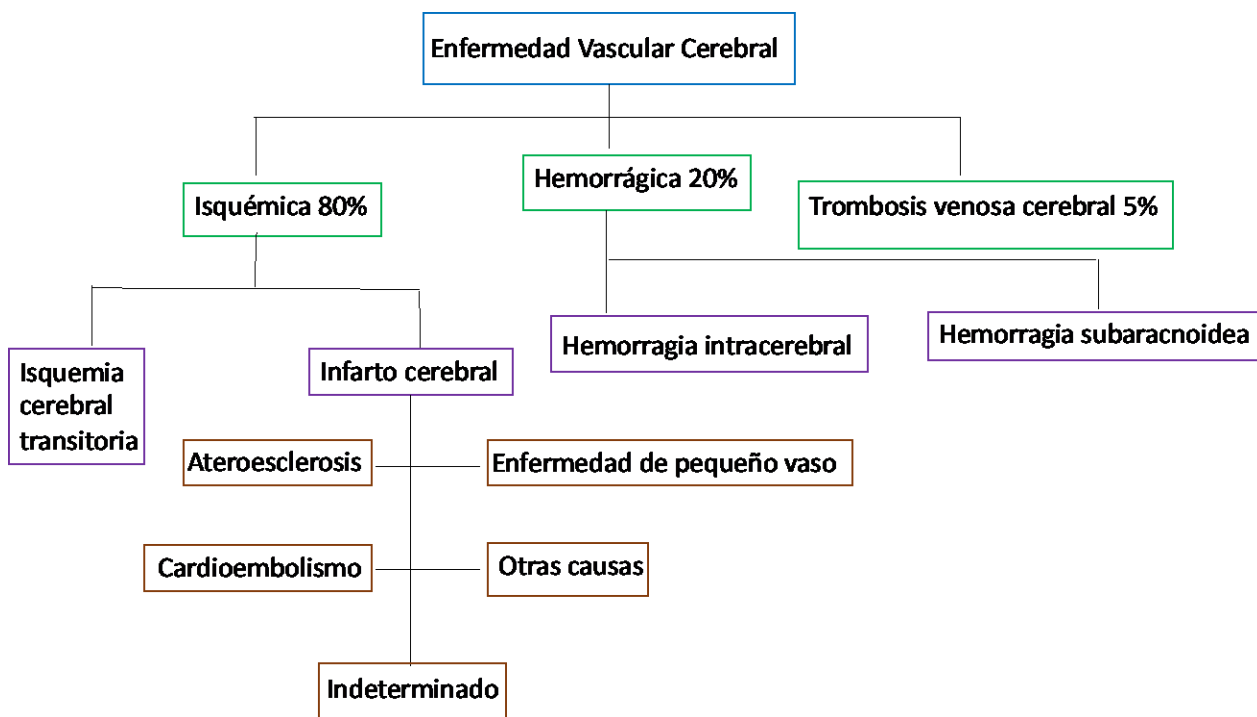 Enfermedad Vascular Cerebral
Isquémica 80%
Hemorrágica 20%
Trombosis venosa cerebral 5%
Isquemia
cerebral
transitoria
Infarto cerebral
Hemorragia intracerebral
Hemorragia subaracnoidea
Ateroesclerosis
Enfermedad de pequeño vaso
Cardioembolismo
Otras causas
Indeterminado